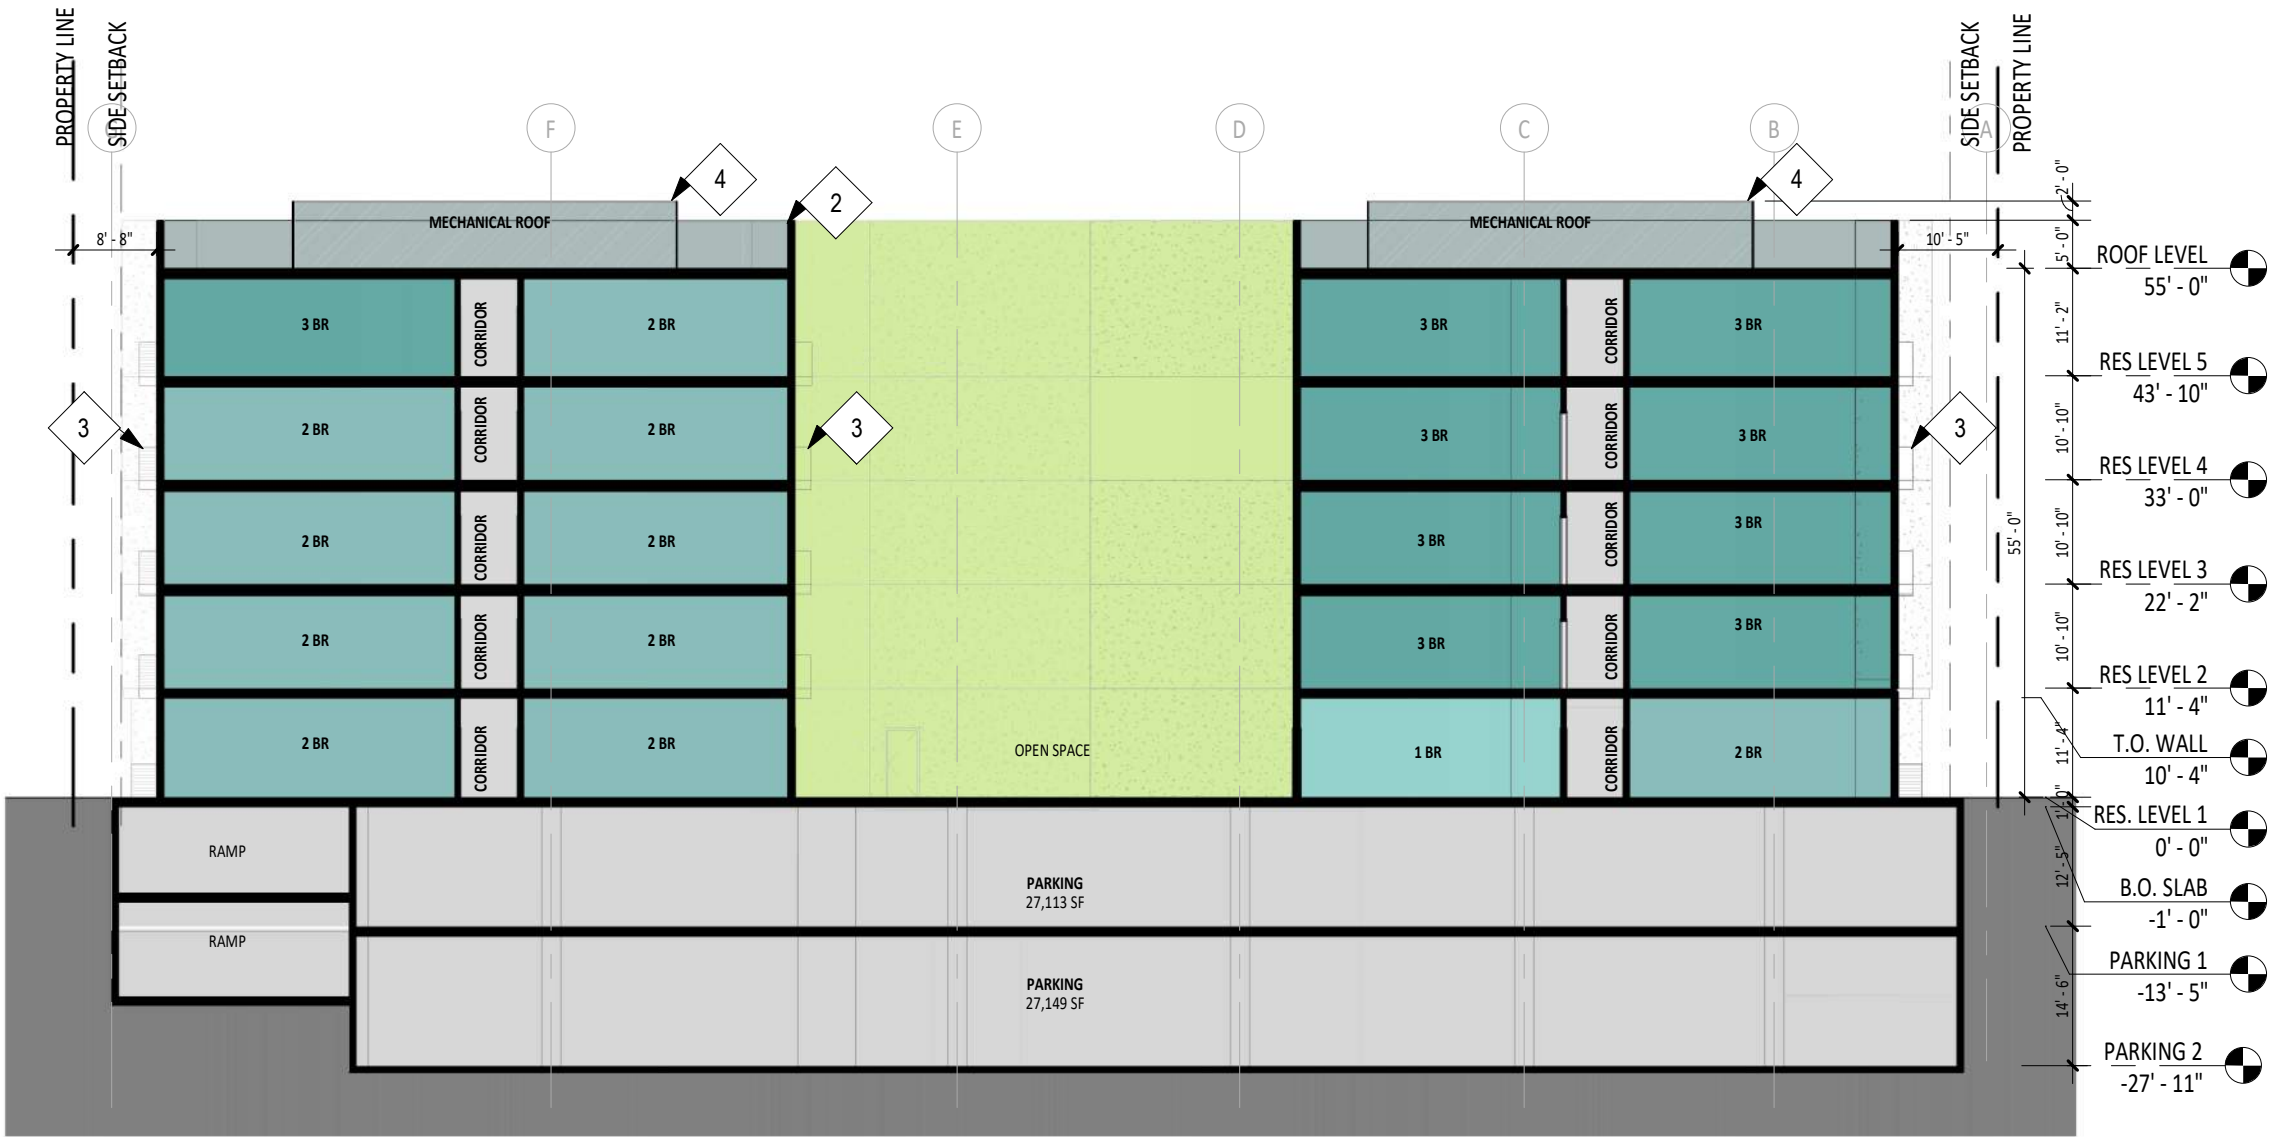 PROPERTY LINE
SIDE SETBACK
SIDE SETBACK
PROPERTY LINE
F
E
D
C
B
A
4
2
4
2' - 0"
MECHANICAL ROOF
MECHANICAL ROOF
8' - 8"
10' - 5"
5' - 0"
ROOF LEVEL
55' - 0"
3 BR
CORRIDOR
2 BR
3 BR
CORRIDOR
3 BR
11' - 2"
RES LEVEL 5
43' - 10"
3
2 BR
CORRIDOR
2 BR
3
3 BR
CORRIDOR
3 BR
3
10' - 10"
RES LEVEL 4
33' - 0"
2 BR
CORRIDOR
2 BR
3 BR
CORRIDOR
3 BR
55' - 0"
10' - 10"
RES LEVEL 3
22' - 2"
2 BR
CORRIDOR
2 BR
3 BR
CORRIDOR
3 BR
10' - 10"
RES LEVEL 2
11' - 4"
2 BR
CORRIDOR
2 BR
OPEN SPACE
1 BR
CORRIDOR
2 BR
11' - 4"
T.O. WALL
10' - 4"
1' - 0"
RES. LEVEL 1
0' - 0"
RAMP
PARKING
27,113 SF
12' - 5"
B.O. SLAB
-1' - 0"
RAMP
PARKING
27,149 SF
PARKING 1
-13' - 5"
14' - 6"
PARKING 2
-27' - 11"